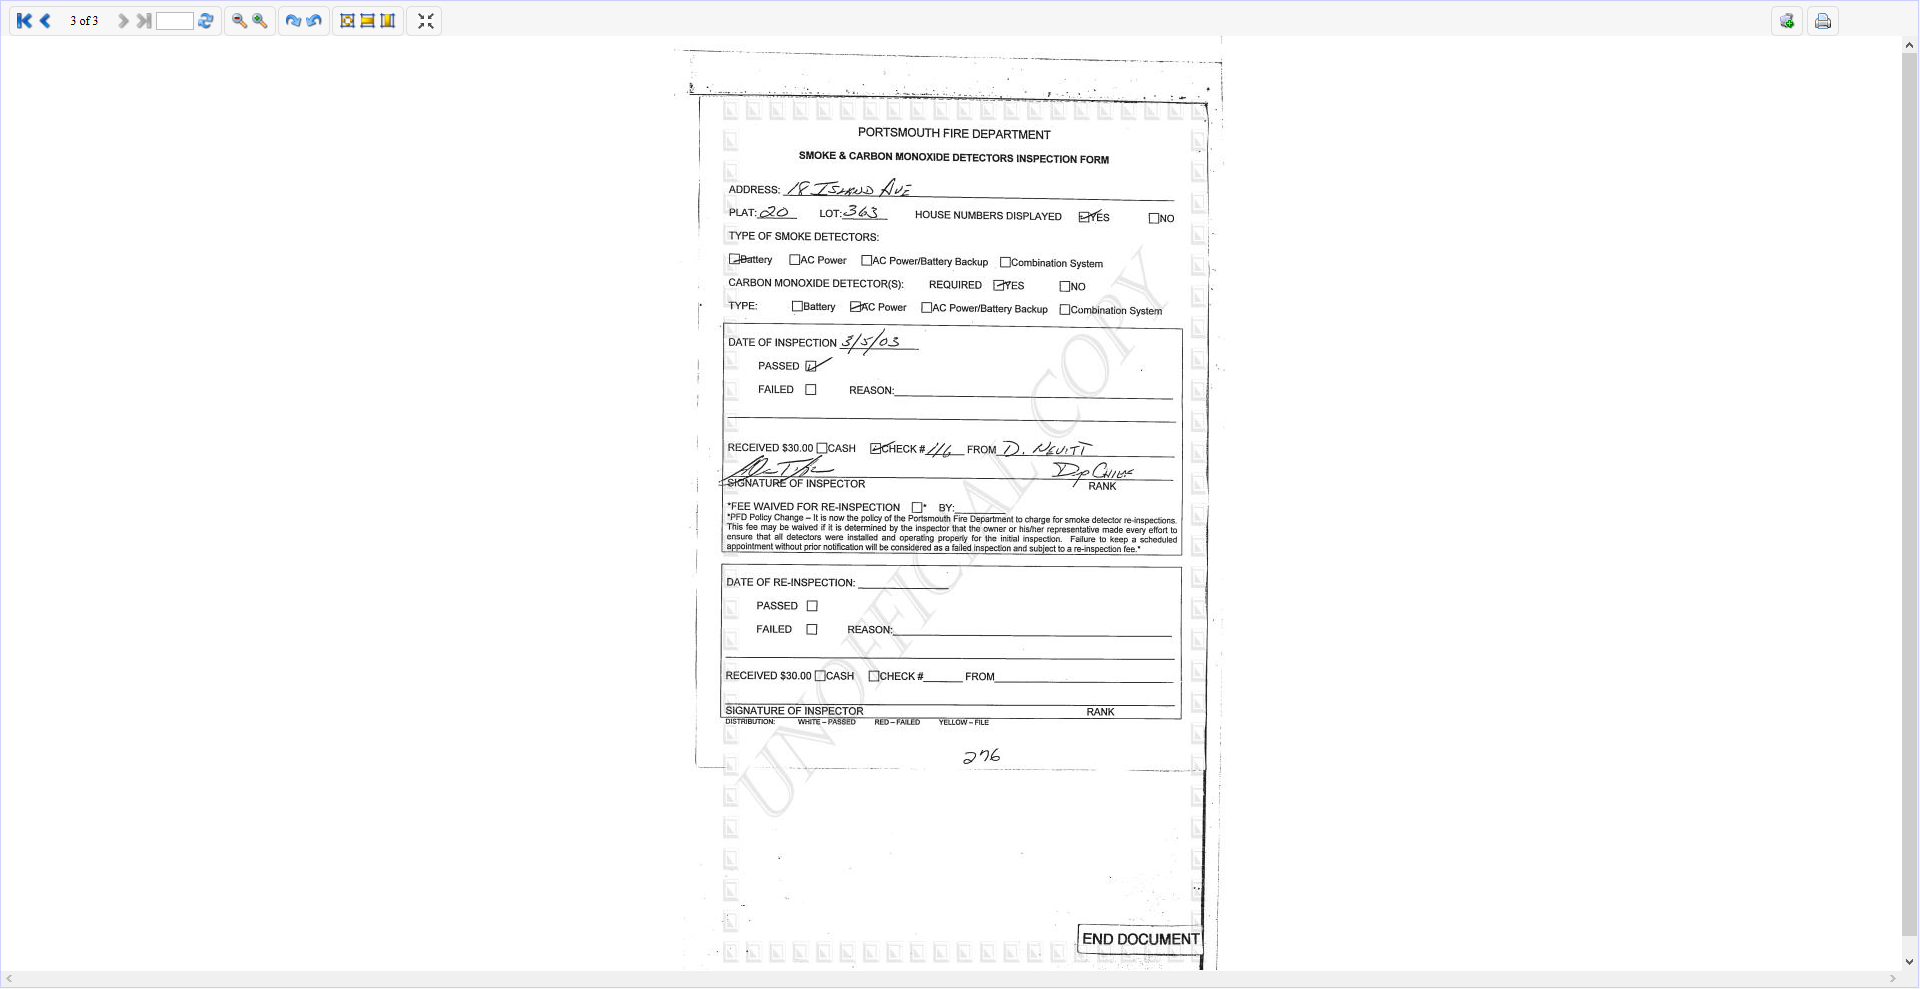 3 of 3
PORTSMOUTH FIRE DEPARTMENT
SMOKE & CARBON MONOXIDE DETECTORS INSPECTION FORM
ADDRESS: 18 ISLAND AVE
PLAT: 20 LOT: 363 HOUSE NUMBERS DISPLAYED YES NO
TYPE OF SMOKE DETECTORS:
Battery AC Power AC Power/Battery Backup Combination System
CARBON MONOXIDE DETECTOR(S): REQUIRED YES NO
TYPE: Battery AC Power AC Power/Battery Backup Combination System
DATE OF INSPECTION 3/5/03
PASSED
FAILED REASON:
RECEIVED $30.00 CASH CHECK # 116 FROM D. NEVITT
DEP CHIEF
SIGNATURE OF INSPECTOR RANK
*FEE WAIVED FOR RE-INSPECTION * BY:
*PFD Policy Change – It is now the policy of the Portsmouth Fire Department to charge for smoke detector re-inspections.
This fee may be waived if it is determined by the inspector that the owner or his/her representative made every effort to
ensure that all detectors were installed and operating properly for the initial inspection. Failure to keep a scheduled
appointment without prior notification will be considered as a failed inspection and subject to a re-inspection fee.*
DATE OF RE-INSPECTION:
PASSED
FAILED REASON:
RECEIVED $30.00 CASH CHECK # FROM
SIGNATURE OF INSPECTOR RANK
DISTRIBUTION: WHITE – PASSED RED – FAILED YELLOW – FILE
276
UNOFFICIAL COPY
END DOCUMENT